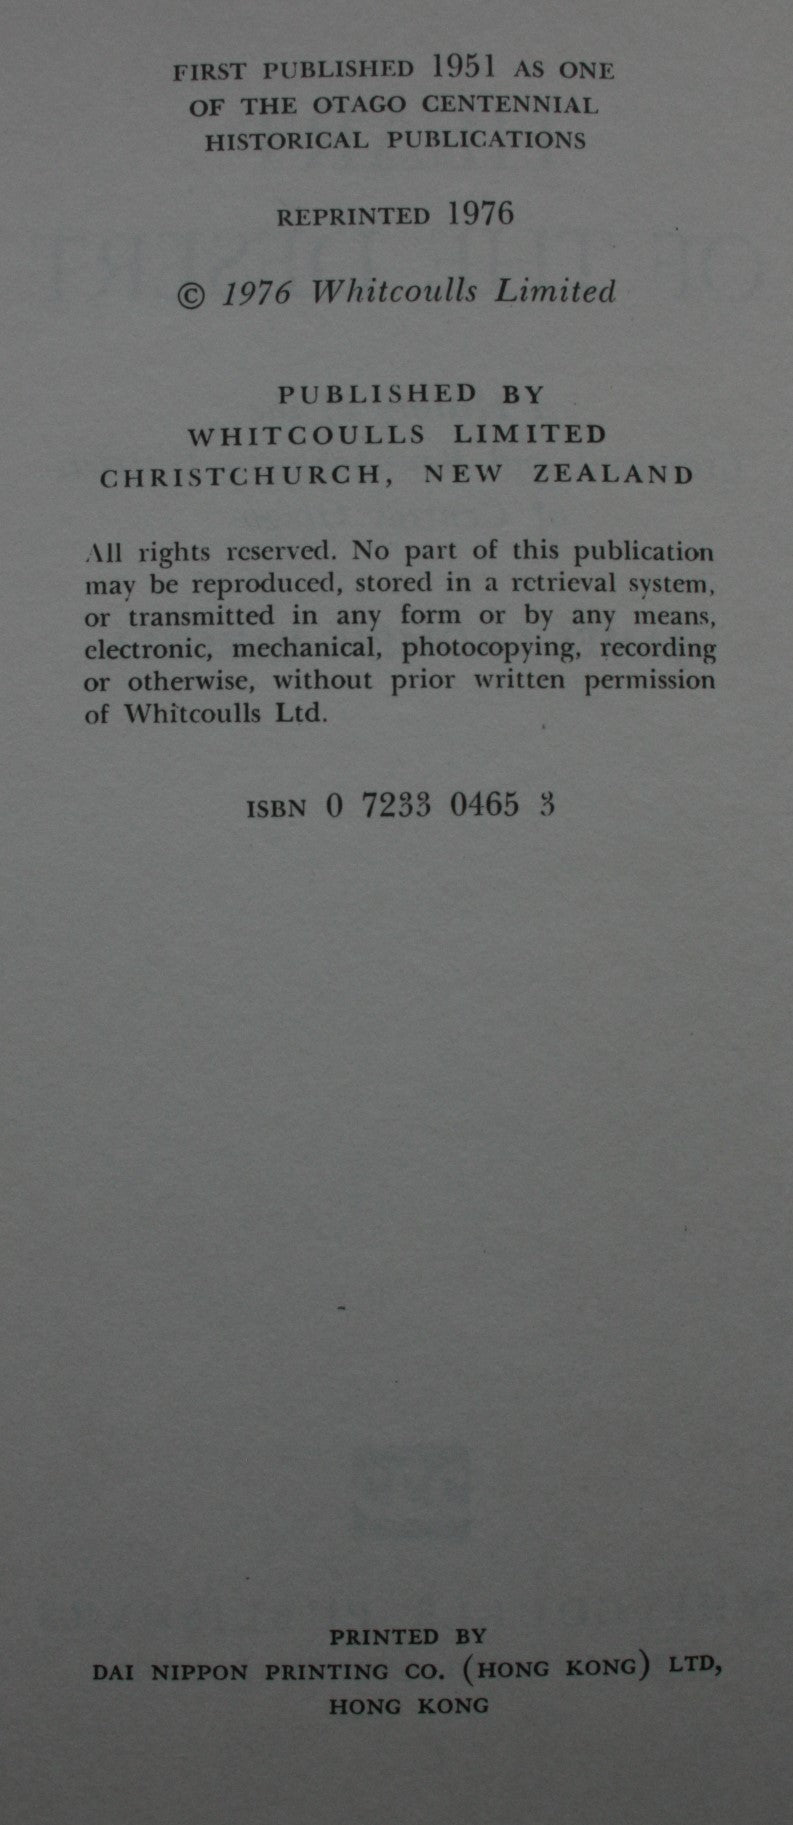 FIRST PUBLISHED 1951 AS ONE
OF THE OTAGO CENTENNIAL
HISTORICAL PUBLICATIONS
REPRINTED 1976
© 1976 Whitcoulls Limited
PUBLISHED BY
WHITCOULLS LIMITED
CHRISTCHURCH, NEW ZEALAND
All rights reserved. No part of this publication
may be reproduced, stored in a retrieval system,
or transmitted in any form or by any means,
electronic, mechanical, photocopying, recording
or otherwise, without prior written permission
of Whitcoulls Ltd.
ISBN 0 7233 0465 3
PRINTED BY
DAI NIPPON PRINTING CO. (HONG KONG) LTD,
HONG KONG